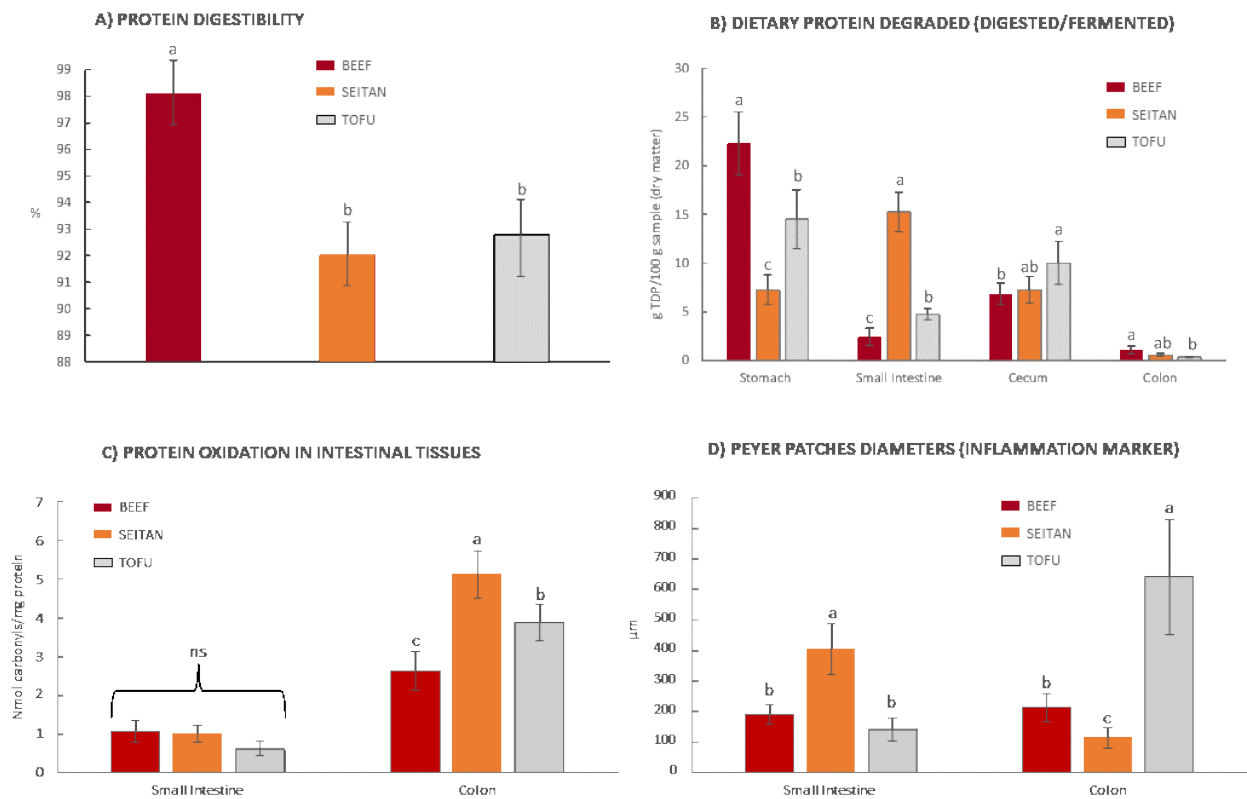 A) PROTEIN DIGESTIBILITY
99
98
97
96
95
94
93
92
91
90
89
88
%
a
b
b
BEEF
SEITAN
TOFU
B) DIETARY PROTEIN DEGRADED (DIGESTED/FERMENTED)
30
25
20
15
10
5
0
g TDP/100 g sample (dry matter)
BEEF
SEITAN
TOFU
a
c
b
c
a
b
b
ab
a
a
ab
b
Stomach
Small Intestine
Cecum
Colon
C) PROTEIN OXIDATION IN INTESTINAL TISSUES
7
6
5
4
3
2
1
0
Nmol carbonyls/mg protein
BEEF
SEITAN
TOFU
ns
c
a
b
Small Intestine
Colon
D) PEYER PATCHES DIAMETERS (INFLAMMATION MARKER)
900
800
700
600
500
400
300
200
100
0
µm
BEEF
SEITAN
TOFU
b
a
b
b
c
a
Small Intestine
Colon